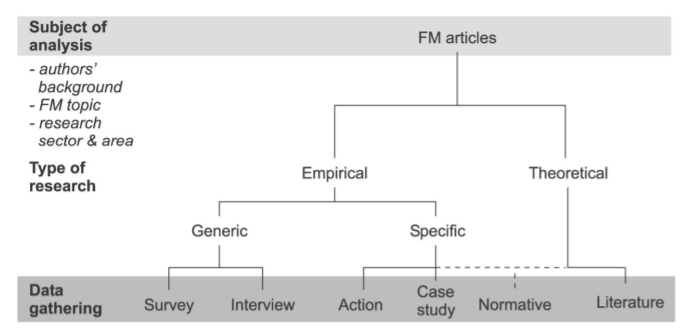 Subject of
analysis
FM articles
- authors'
background
- FM topic
- research
sector & area
Type of
research
Empirical
Theoretical
Generic
Specific
Data
gathering
Survey
Interview
Action
Case
study
Normative
Literature